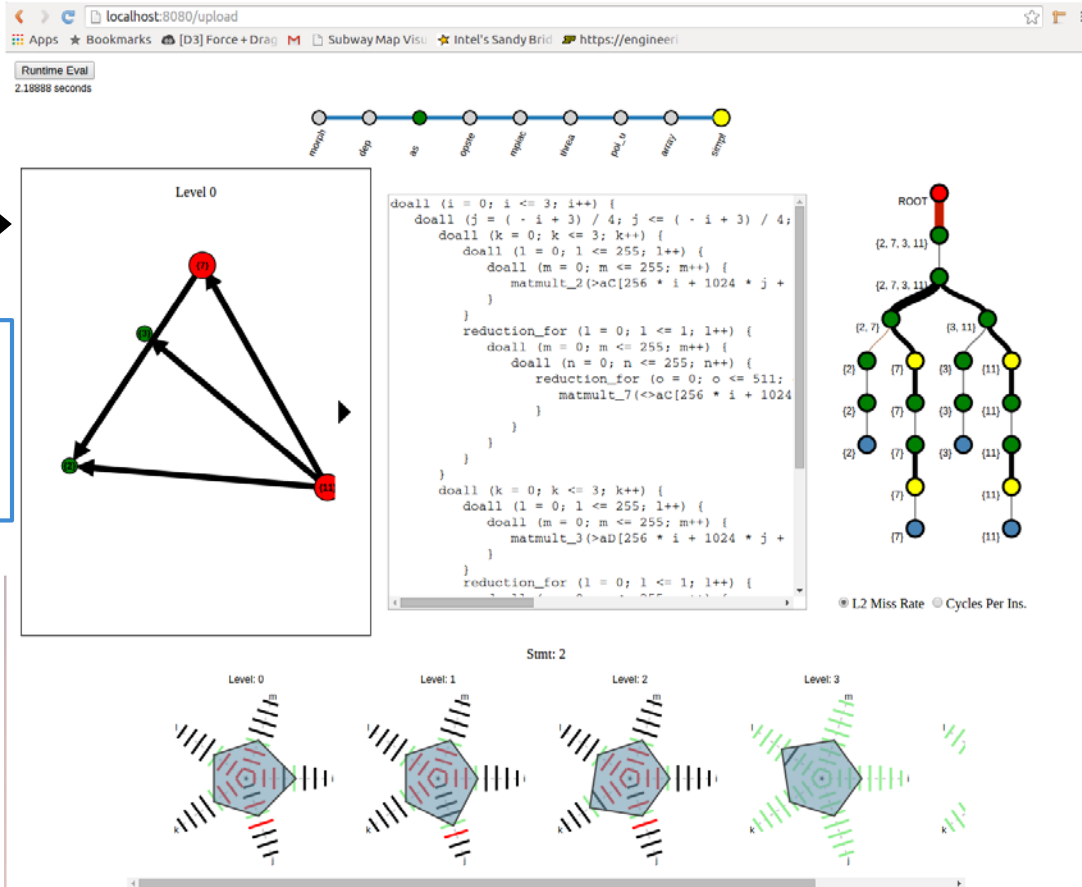 localhost:8080/upload
Apps Bookmarks [D3] Force + Drag Subway Map Visu Intel's Sandy Brid https://engineeri
Runtime Eval
2.18888 seconds
morph
dep
as
opste
mpiac
threa
poi_u
array
simpl
Level 0
{7}
{3}
{2}
{11}
doall (i = 0; i <= 3; i++) {
doall (j = ( - i + 3) / 4; j <= ( - i + 3) / 4;
doall (k = 0; k <= 3; k++) {
doall (l = 0; l <= 255; l++) {
doall (m = 0; m <= 255; m++) {
matmult_2(>aC[256 * i + 1024 * j +
}
}
reduction_for (l = 0; l <= 1; l++) {
doall (m = 0; m <= 255; m++) {
doall (n = 0; n <= 255; n++) {
reduction_for (o = 0; o <= 511;
matmult_7(<>aC[256 * i + 1024
}
}
}
}
}
doall (k = 0; k <= 3; k++) {
doall (l = 0; l <= 255; l++) {
doall (m = 0; m <= 255; m++) {
matmult_3(>aD[256 * i + 1024 * j +
}
}
reduction_for (l = 0; l <= 1; l++) {
ROOT
{2, 7, 3, 11}
{2, 7, 3, 11}
{2, 7} {3, 11}
{2} {7} {3} {11}
{2} {7} {3} {11}
{2} {7} {3} {11}
{7} {11}
{7} {11}
L2 Miss Rate Cycles Per Ins.
Stmt: 2
Level: 0 Level: 1 Level: 2 Level: 3
m m m m
l l l l l
k k k k k
j j j j